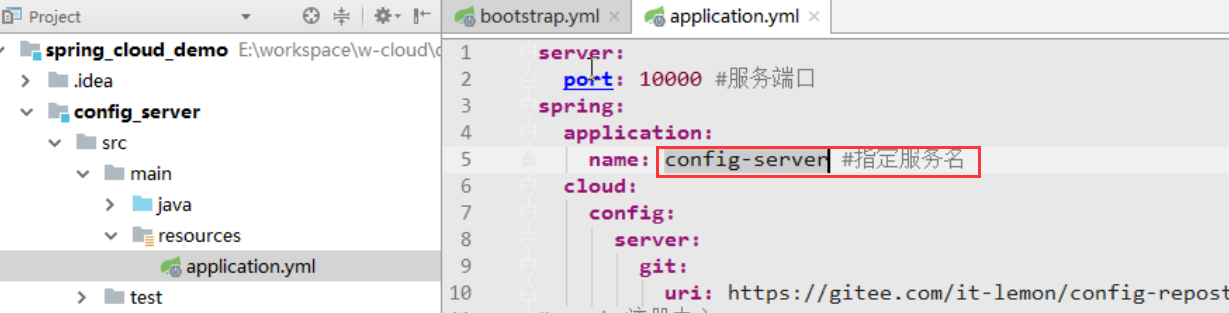 Project
spring_cloud_demo E:\workspace\w-cloud\
.idea
config_server
src
main
java
resources
application.yml
test
bootstrap.yml
application.yml
1 server:
2 port: 10000 #服务端口
3 spring:
4 application:
5 name: config-server #指定服务名
6 cloud:
7 config:
8 server:
9 git:
10 uri: https://gitee.com/it-lemon/config-repost